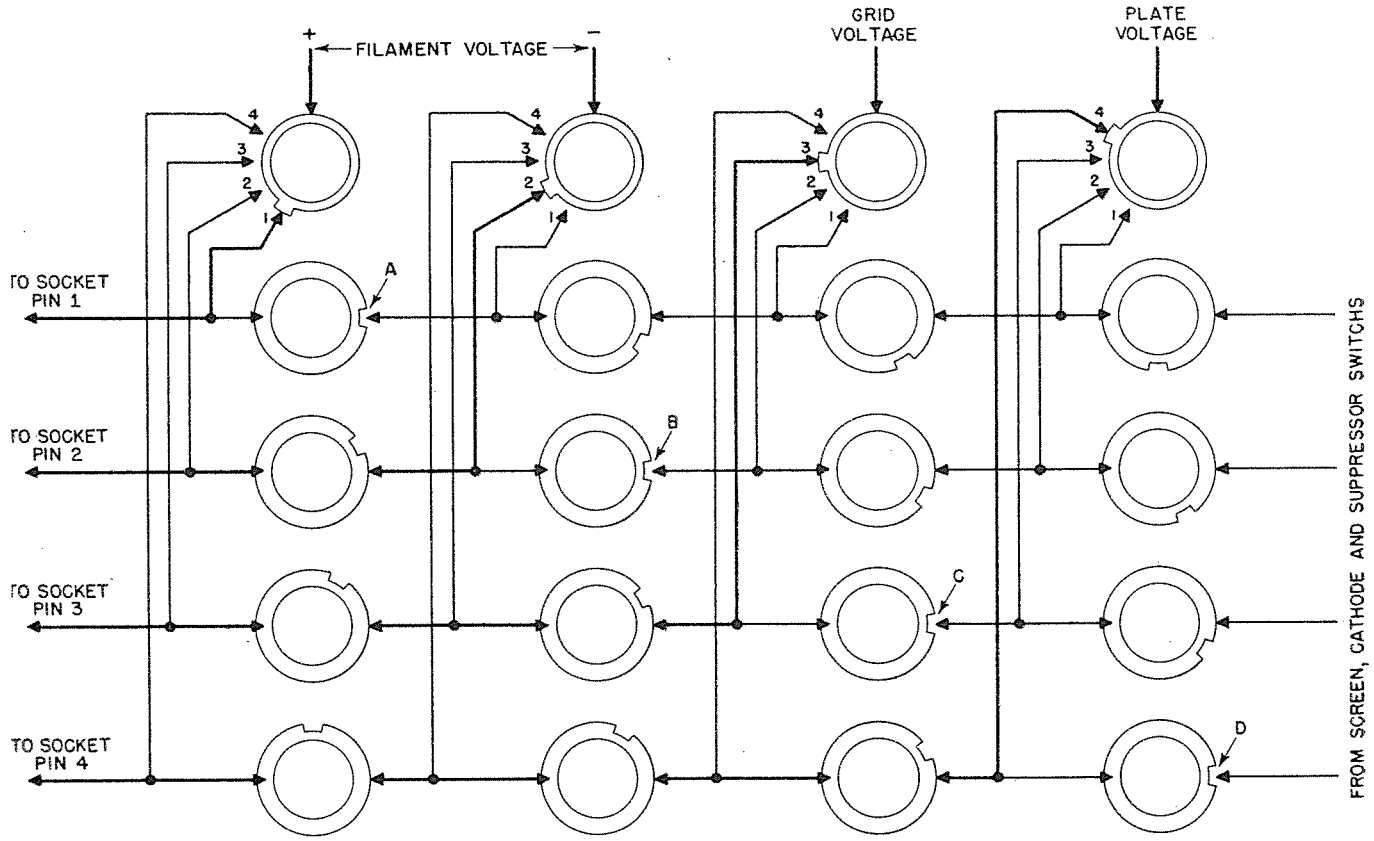 + FILAMENT VOLTAGE -
GRID
VOLTAGE
PLATE
VOLTAGE
4
3
2
1
4
3
2
1
4
3
2
1
4
3
2
1
TO SOCKET
PIN 1
A
TO SOCKET
PIN 2
B
TO SOCKET
PIN 3
C
TO SOCKET
PIN 4
D
FROM SCREEN, CATHODE AND SUPPRESSOR SWITCHS